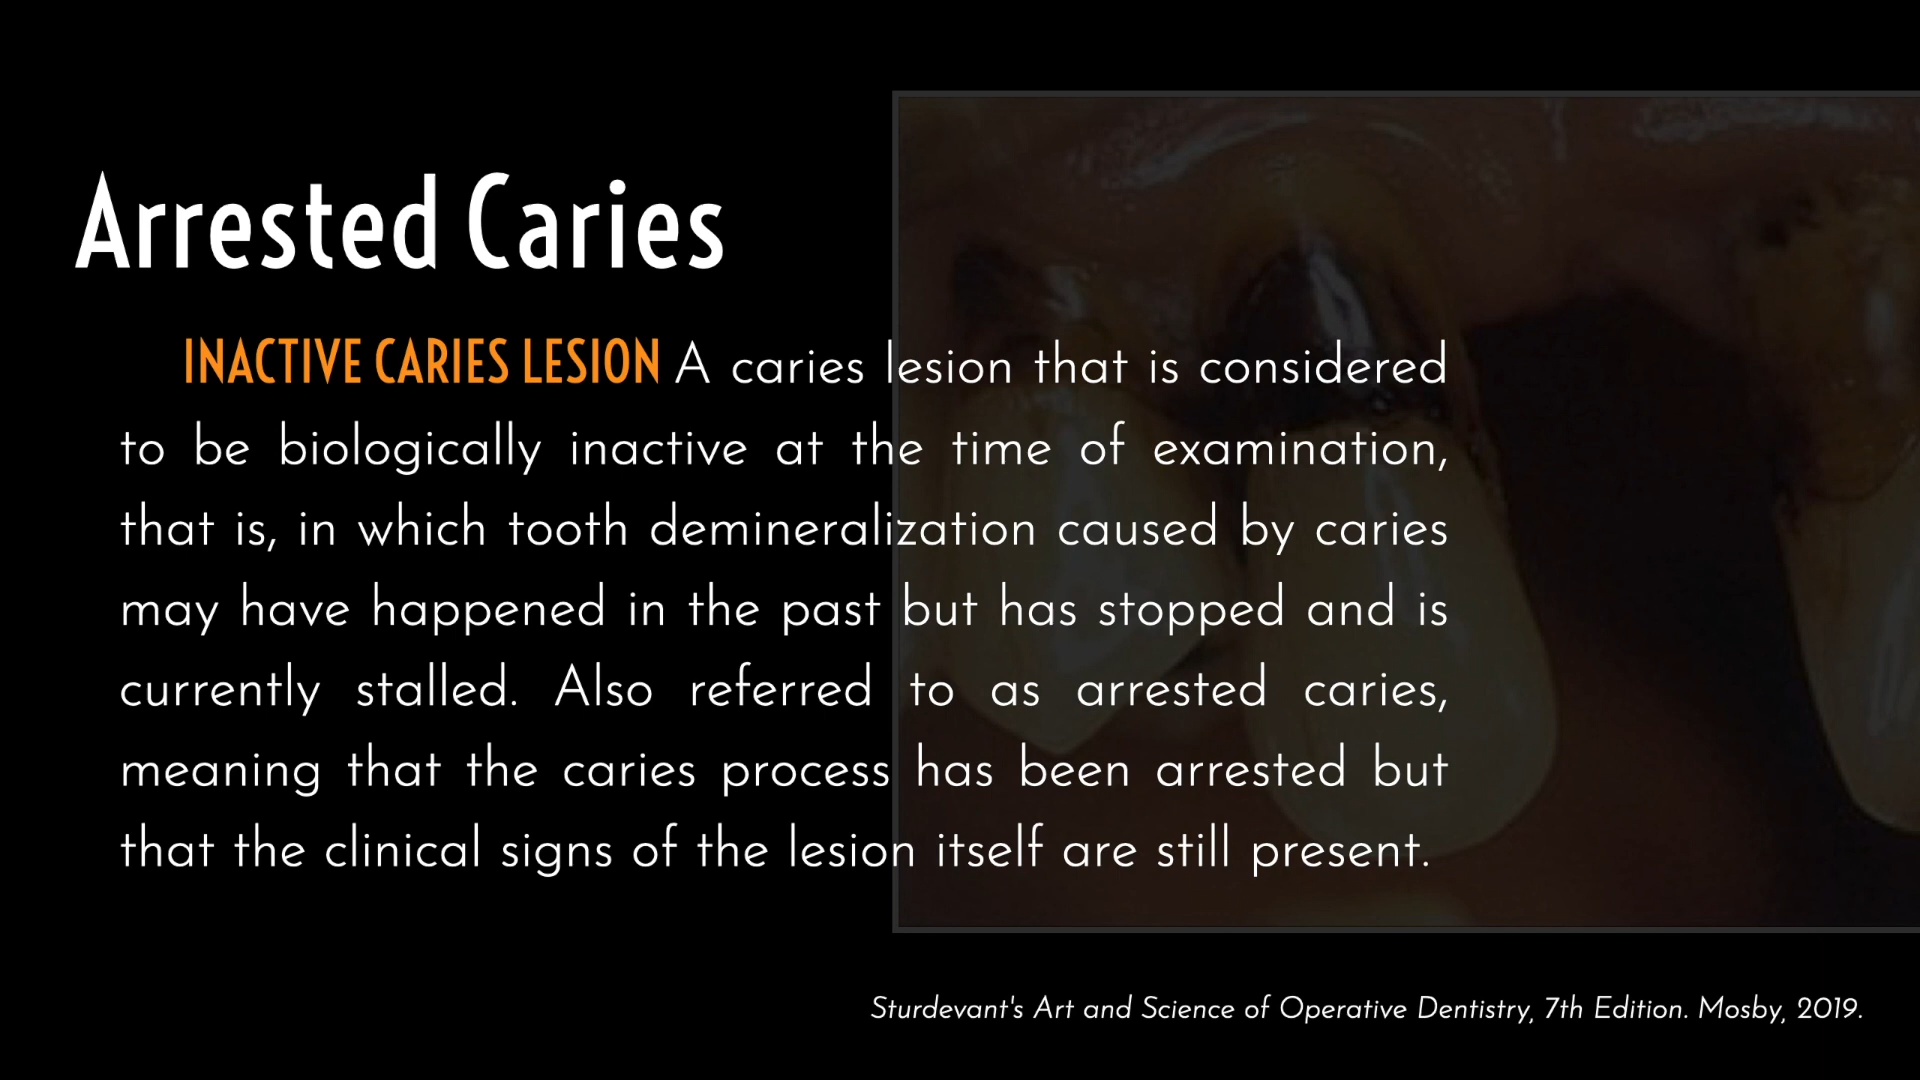 Arrested Caries
INACTIVE CARIES LESION A caries lesion that is considered
to be biologically inactive at the time of examination,
that is, in which tooth demineralization caused by caries
may have happened in the past but has stopped and is
currently stalled. Also referred to as arrested caries,
meaning that the caries process has been arrested but
that the clinical signs of the lesion itself are still present.
Sturdevant's Art and Science of Operative Dentistry, 7th Edition. Mosby, 2019.